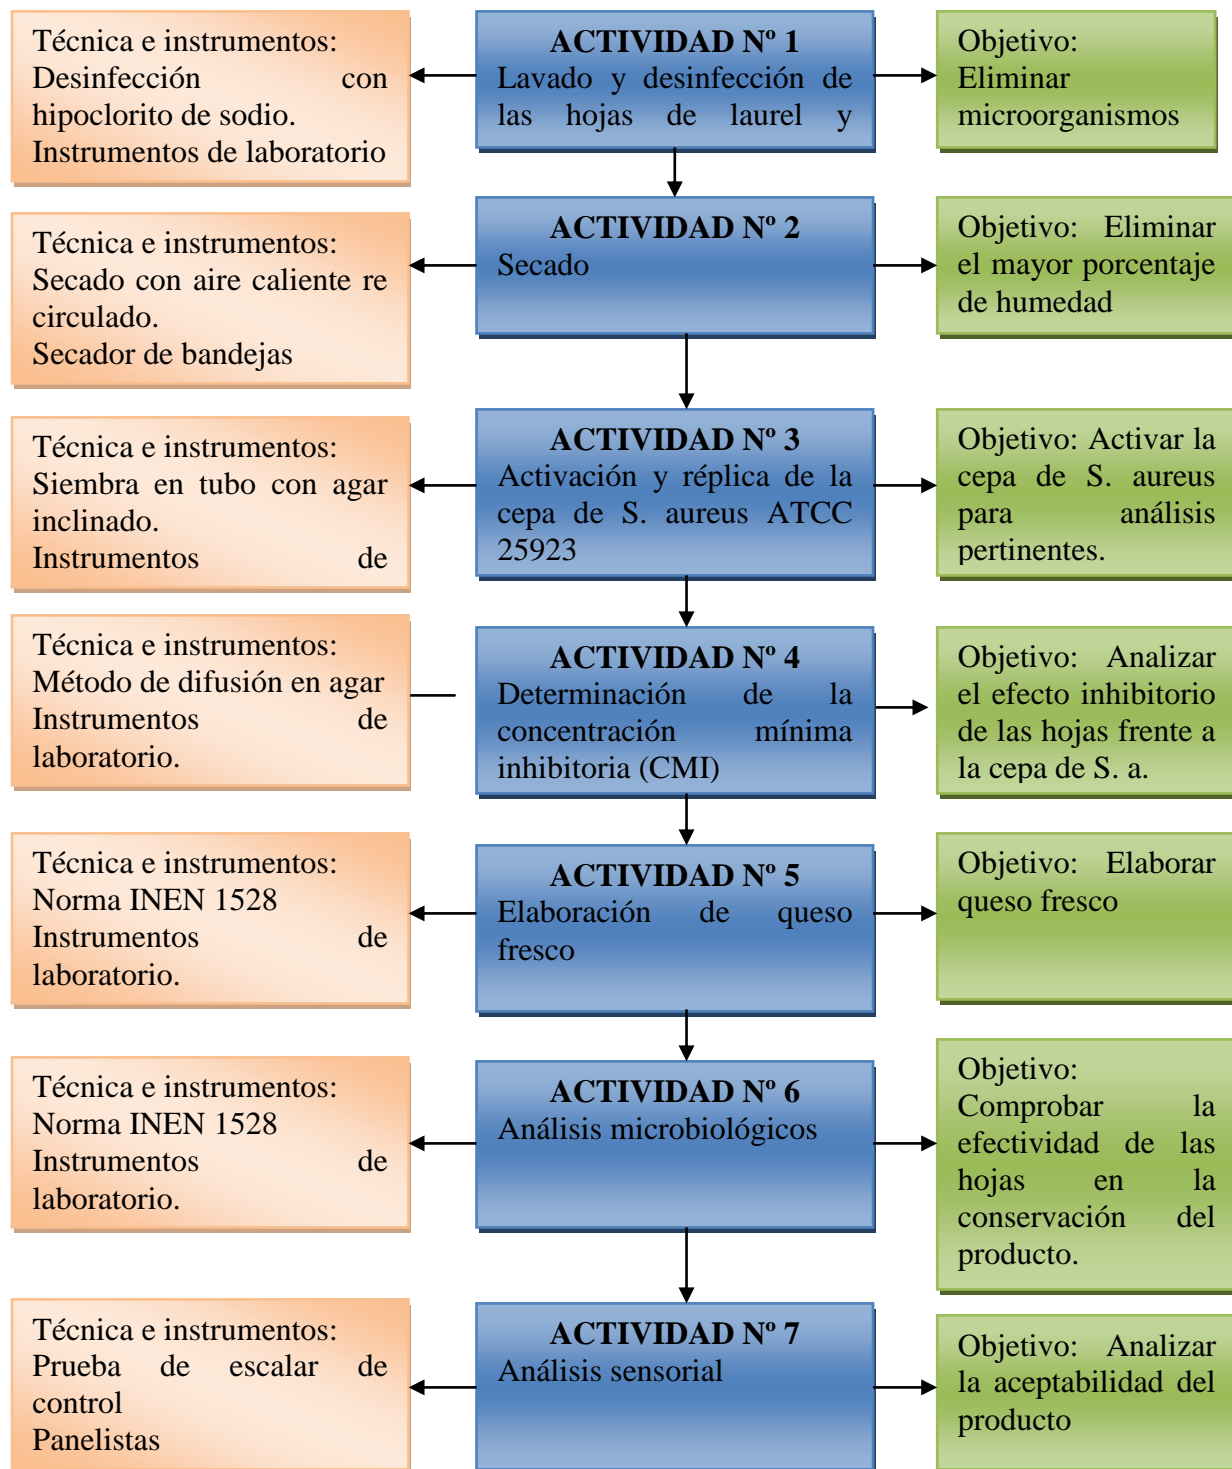 Técnica e instrumentos:
Desinfección con
hipoclorito de sodio.
Instrumentos de laboratorio
ACTIVIDAD Nº 1
Lavado y desinfección de
las hojas de laurel y
Objetivo:
Eliminar
microorganismos
Técnica e instrumentos:
Secado con aire caliente re
circulado.
Secador de bandejas
ACTIVIDAD Nº 2
Secado
Objetivo: Eliminar
el mayor porcentaje
de humedad
Técnica e instrumentos:
Siembra en tubo con agar
inclinado.
Instrumentos de
ACTIVIDAD Nº 3
Activación y réplica de la
cepa de S. aureus ATCC
25923
Objetivo: Activar la
cepa de S. aureus
para análisis
pertinentes.
Técnica e instrumentos:
Método de difusión en agar
Instrumentos de
laboratorio.
ACTIVIDAD Nº 4
Determinación de la
concentración mínima
inhibitoria (CMI)
Objetivo: Analizar
el efecto inhibitorio
de las hojas frente a
la cepa de S. a.
Técnica e instrumentos:
Norma INEN 1528
Instrumentos de
laboratorio.
ACTIVIDAD Nº 5
Elaboración de queso
fresco
Objetivo: Elaborar
queso fresco
Técnica e instrumentos:
Norma INEN 1528
Instrumentos de
laboratorio.
ACTIVIDAD Nº 6
Análisis microbiológicos
Objetivo:
Comprobar la
efectividad de las
hojas en la
conservación del
producto.
Técnica e instrumentos:
Prueba de escalar de
control
Panelistas
ACTIVIDAD Nº 7
Análisis sensorial
Objetivo: Analizar
la aceptabilidad del
producto